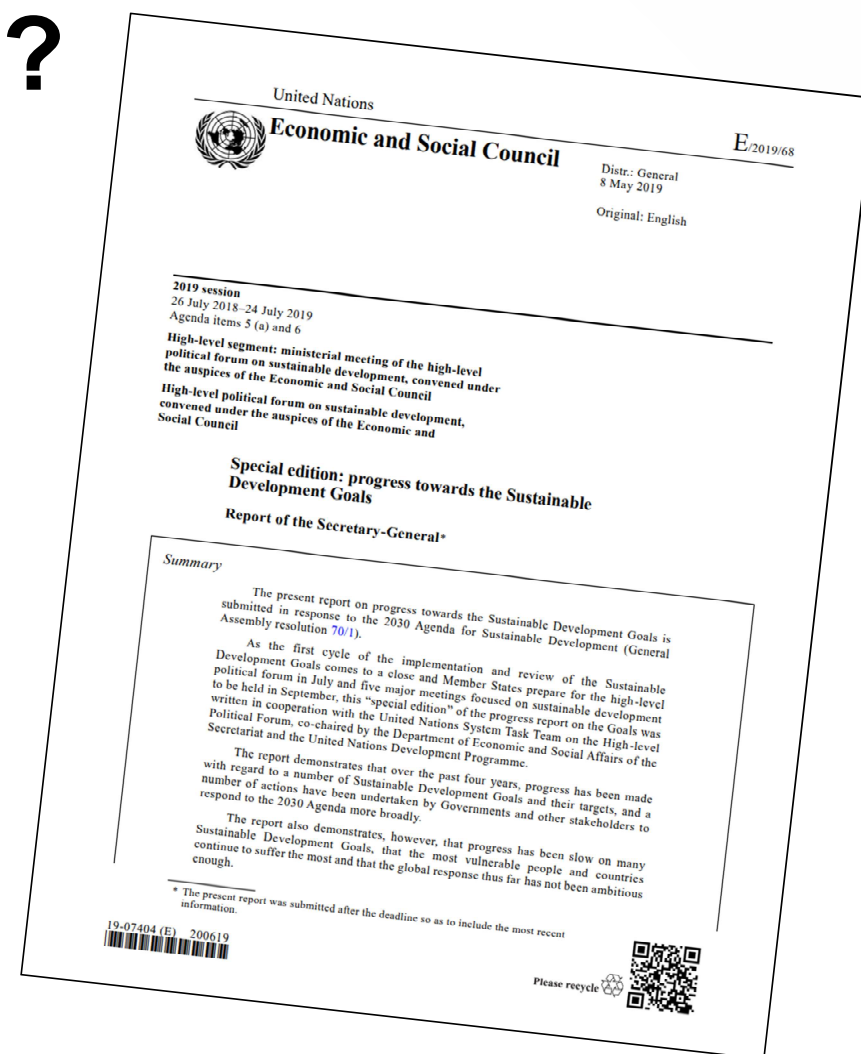 ?
United Nations
Economic and Social Council
E/2019/68
Distr.: General
8 May 2019
Original: English
2019 session
26 July 2018–24 July 2019
Agenda items 5 (a) and 6
High-level segment: ministerial meeting of the high-level
political forum on sustainable development, convened under
the auspices of the Economic and Social Council
High-level political forum on sustainable development,
convened under the auspices of the Economic and
Social Council
Special edition: progress towards the Sustainable
Development Goals
Report of the Secretary-General*
Summary
The present report on progress towards the Sustainable Development Goals is
submitted in response to the 2030 Agenda for Sustainable Development (General
Assembly resolution 70/1).
As the first cycle of the implementation and review of the Sustainable
Development Goals comes to a close and Member States prepare for the high-level
political forum in July and five major meetings focused on sustainable development
to be held in September, this “special edition” of the progress report on the Goals was
written in cooperation with the United Nations System Task Team on the High-level
Political Forum, co-chaired by the Department of Economic and Social Affairs of the
Secretariat and the United Nations Development Programme.
The report demonstrates that over the past four years, progress has been made
with regard to a number of Sustainable Development Goals and their targets, and a
number of actions have been undertaken by Governments and other stakeholders to
respond to the 2030 Agenda more broadly.
The report also demonstrates, however, that progress has been slow on many
Sustainable Development Goals, that the most vulnerable people and countries
continue to suffer the most and that the global response thus far has not been ambitious
enough.
* The present report was submitted after the deadline so as to include the most recent
information.
19-07404 (E) 200619
Please recycle